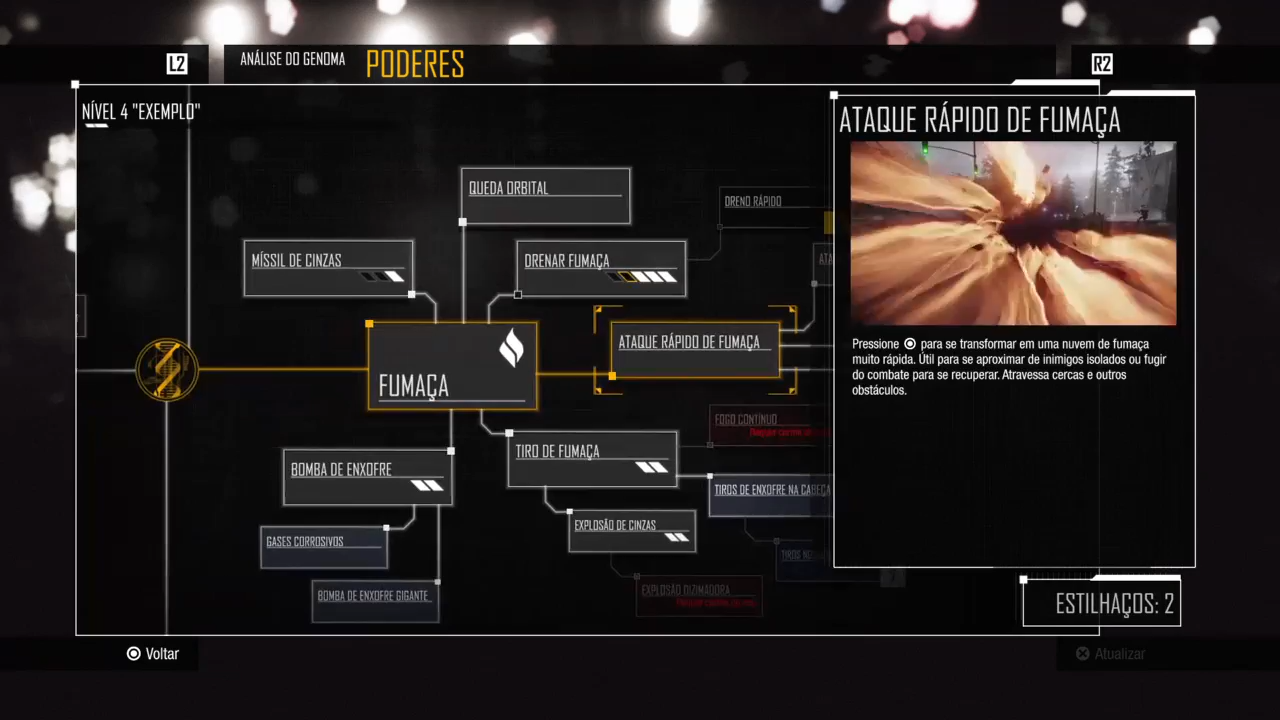 L2
ANÁLISE DO GENOMA
PODERES
R2
NÍVEL 4 "EXEMPLO"
ATAQUE RÁPIDO DE FUMAÇA
QUEDA ORBITAL
DRENO RÁPIDO
MÍSSIL DE CINZAS
DRENAR FUMAÇA
ATA
ATAQUE RÁPIDO DE FUMAÇA
FUMAÇA
Pressione para se transformar em uma nuvem de fumaça
muito rápida. Útil para se aproximar de inimigos isolados ou fugir
do combate para se recuperar. Atravessa cercas e outros
obstáculos.
FOGO CONTÍNUO
TIRO DE FUMAÇA
BOMBA DE ENXOFRE
TIROS DE ENXOFRE NA CABEÇA
EXPLOSÃO DE CINZAS
GASES CORROSIVOS
TIROS
EXPLOSÃO DIZIMADORA
BOMBA DE ENXOFRE GIGANTE
ESTILHAÇOS: 2
Voltar
Atualizar